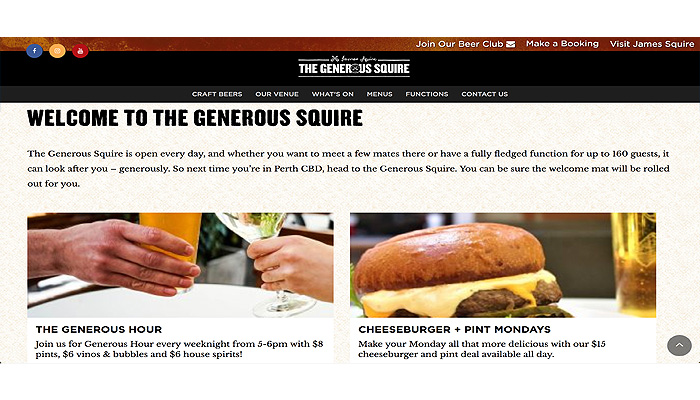 Join Our Beer Club Make a Booking Visit James Squire
James Squire
THE GENEROUS SQUIRE
CRAFT BEERS OUR VENUE WHAT'S ON MENUS FUNCTIONS CONTACT US
WELCOME TO THE GENEROUS SQUIRE
The Generous Squire is open every day, and whether you want to meet a few mates there or have a fully fledged function for up to 160 guests, it
can look after you – generously. So next time you're in Perth CBD, head to the Generous Squire. You can be sure the welcome mat will be rolled
out for you.
THE GENEROUS HOUR
Join us for Generous Hour every weeknight from 5-6pm with $8
pints, $6 vinos & bubbles and $6 house spirits!
CHEESEBURGER + PINT MONDAYS
Make your Monday all that more delicious with our $15
cheeseburger and pint deal available all day.